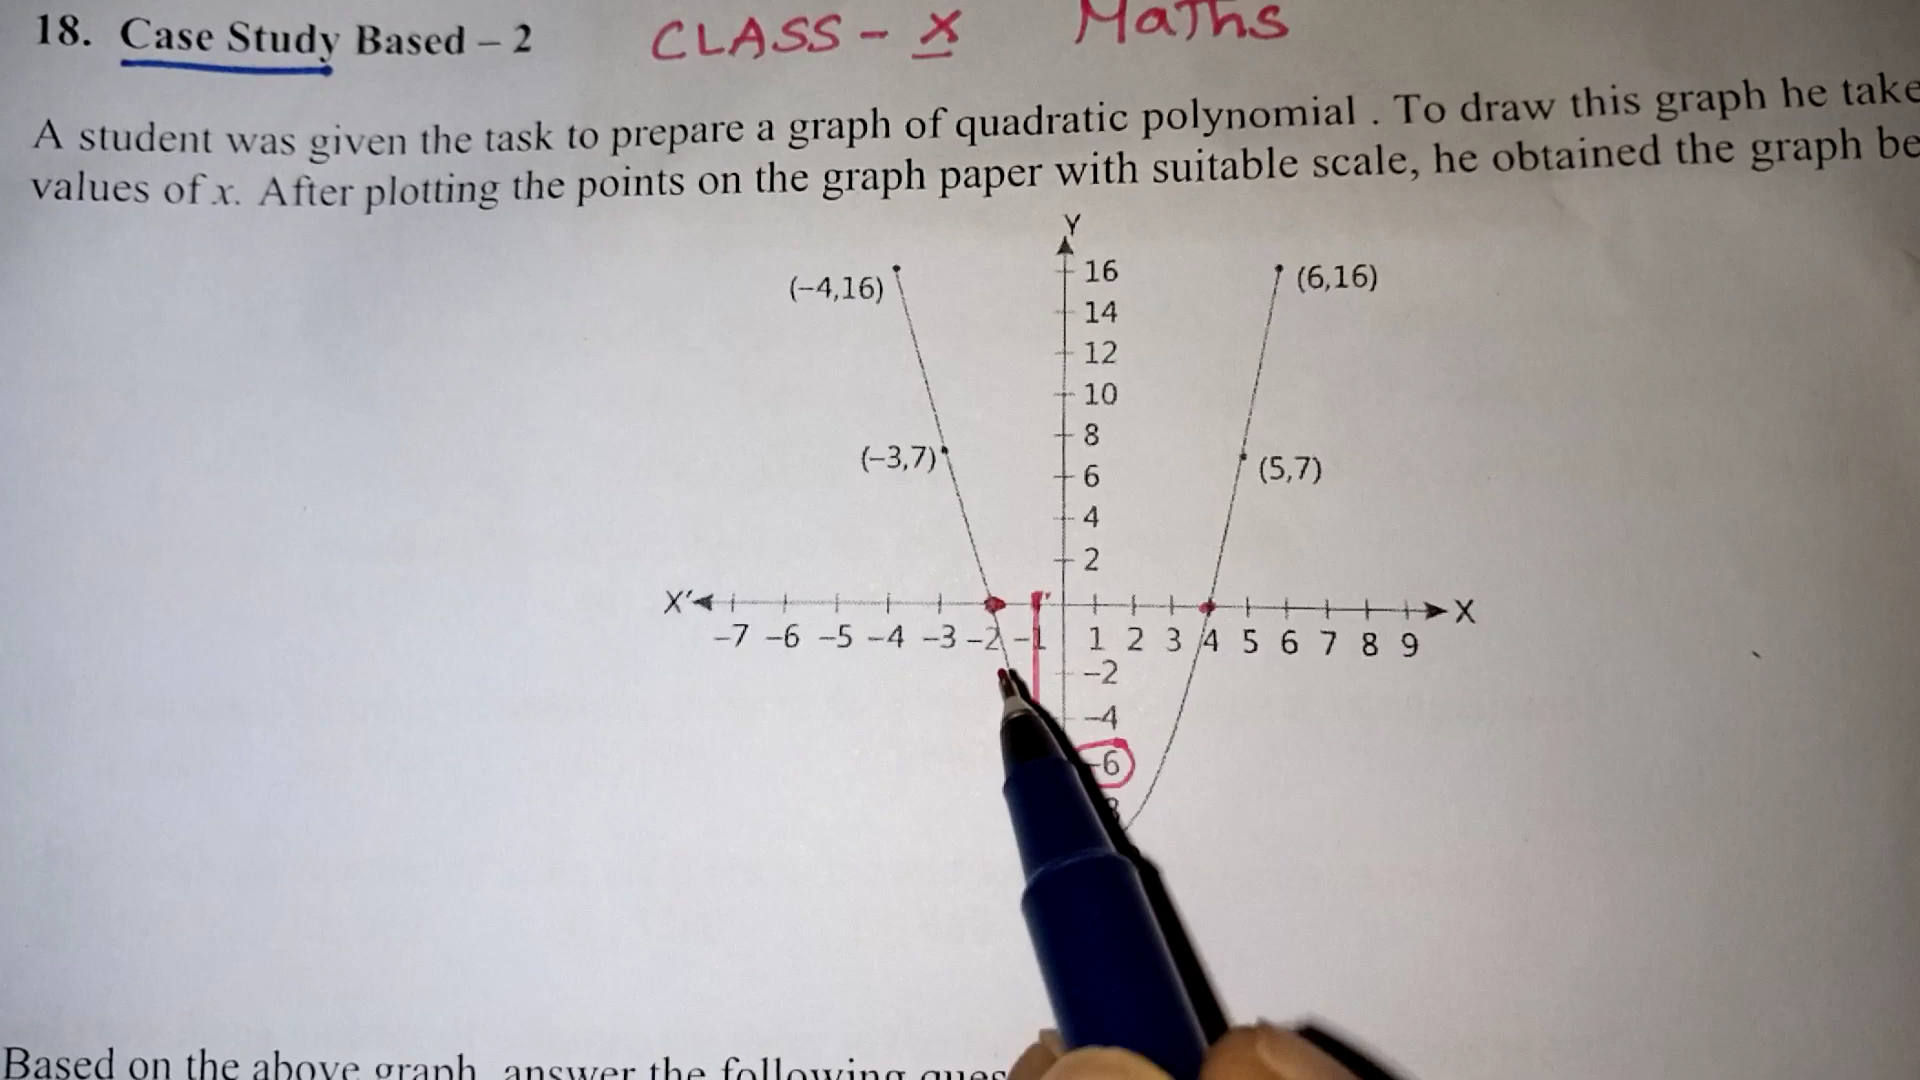 18. Case Study Based – 2 CLASS - X Maths
A student was given the task to prepare a graph of quadratic polynomial . To draw this graph he take
values of x. After plotting the points on the graph paper with suitable scale, he obtained the graph be
Y
(–4,16) 16 (6,16)
14
12
10
8
(–3,7) 6 (5,7)
4
2
X' X
–7 –6 –5 –4 –3 –2 –1 1 2 3 4 5 6 7 8 9
–2
–4
–6
Based on the above graph, answer the following ques